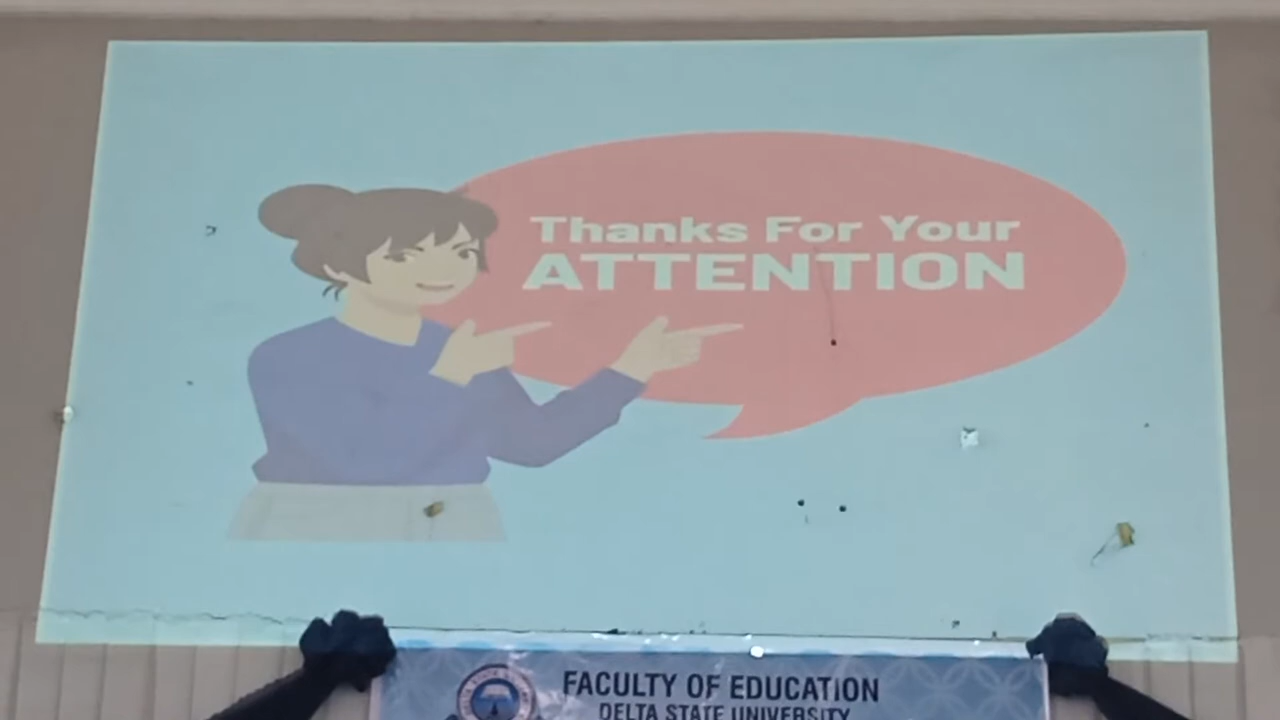 Thanks For Your
ATTENTION
FACULTY OF EDUCATION
DELTA STATE UNIVERSITY